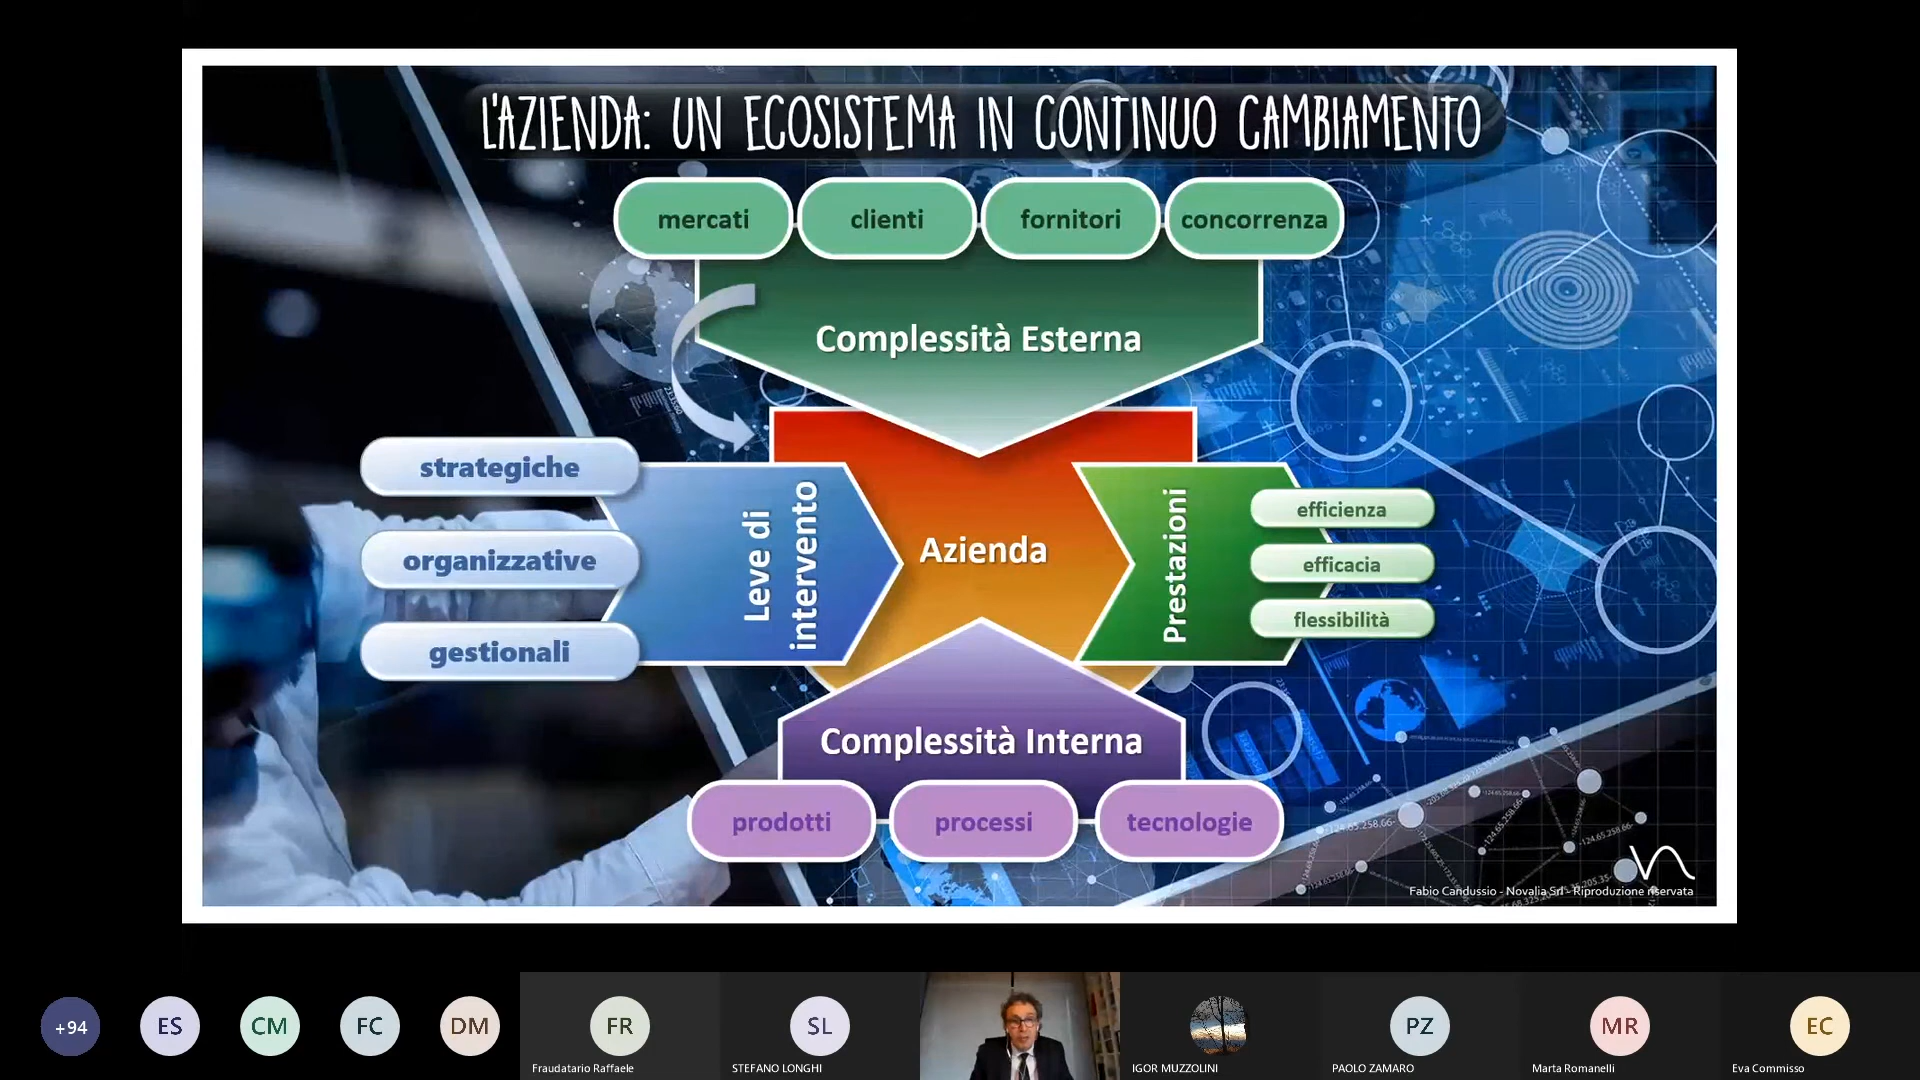 L'AZIENDA: UN ECOSISTEMA IN CONTINUO CAMBIAMENTO
mercati
clienti
fornitori
concorrenza
Complessità Esterna
strategiche
organizzative
gestionali
Leve di
intervento
Azienda
Prestazioni
efficienza
efficacia
flessibilità
Complessità Interna
prodotti
processi
tecnologie
Fabio Candussio - Novalia Srl - Riproduzione riservata
+94
ES
CM
FC
DM
FR
Fraudatario Raffaele
SL
STEFANO LONGHI
IGOR MUZZOLINI
PZ
PAOLO ZAMARO
MR
Marta Romanelli
EC
Eva Commisso